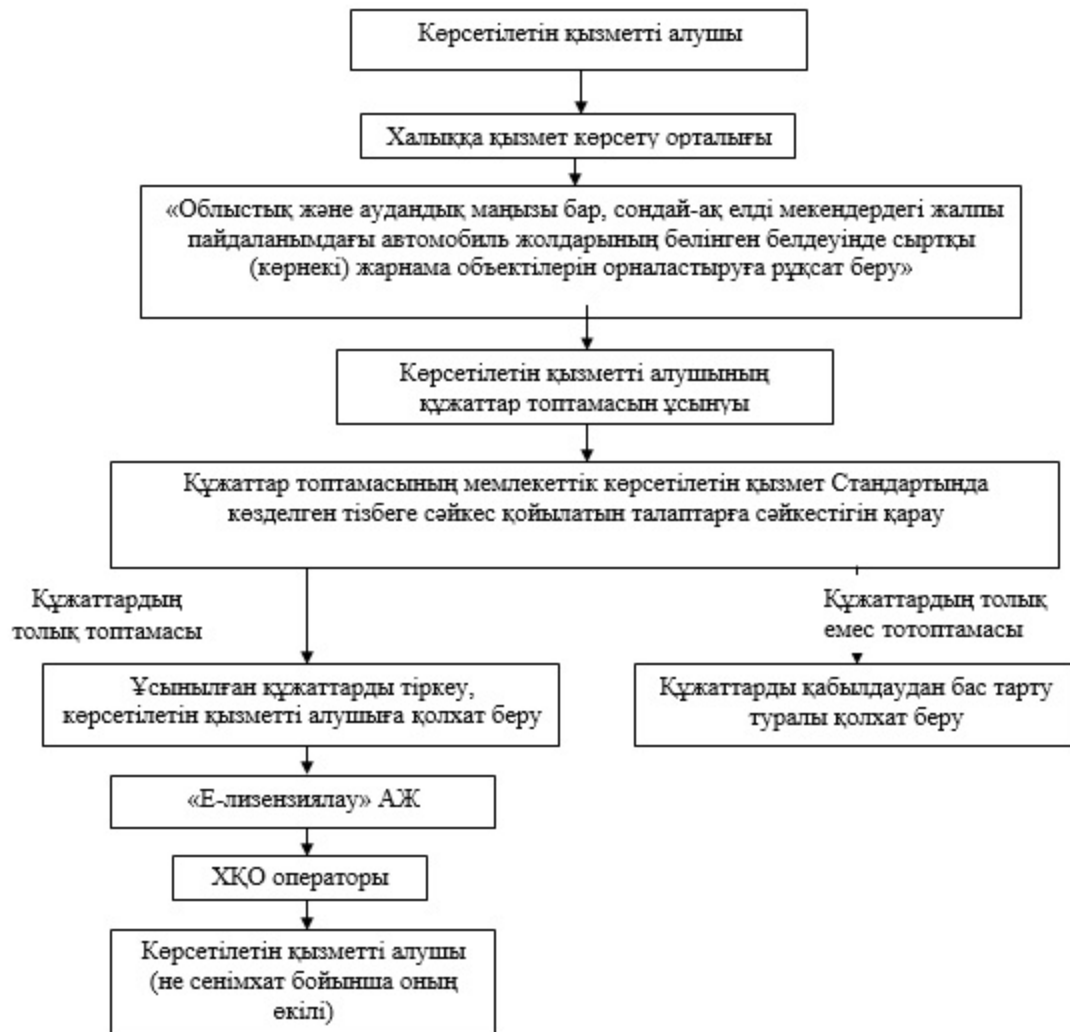 Көрсетілетін қызметті алушы
Халыққа қызмет көрсету орталығы
«Облыстық және аудандық маңызы бар, сондай-ақ елді мекендердегі жалпы
пайдаланымдағы автомобиль жолдарының бөлінген белдеуінде сыртқы
(көрнекі) жарнама объектілерін орналастыруға рұқсат беру»
Көрсетілетін қызметті алушының
құжаттар топтамасын ұсынуы
Құжаттар топтамасының мемлекеттік көрсетілетін қызмет Стандартында
көзделген тізбеге сәйкес қойылатын талаптарға сәйкестігін қарау
Құжаттардың
толық топтамасы
Құжаттардың толық
емес тотоптамасы
Ұсынылған құжаттарды тіркеу,
көрсетілетін қызметті алушыға қолхат беру
Құжаттарды қабылдаудан бас тарту
туралы қолхат беру
«Е-лизензиялау» АЖ
ХҚО операторы
Көрсетілетін қызметті алушы
(не сенімхат бойынша оның
өкілі)